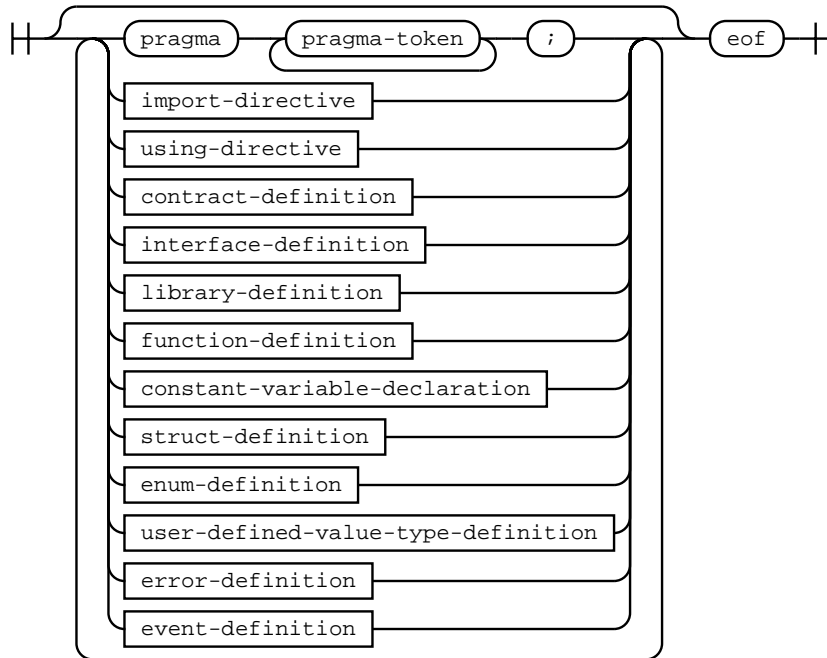 pragma pragma-token ; eof
import-directive
using-directive
contract-definition
interface-definition
library-definition
function-definition
constant-variable-declaration
struct-definition
enum-definition
user-defined-value-type-definition
error-definition
event-definition